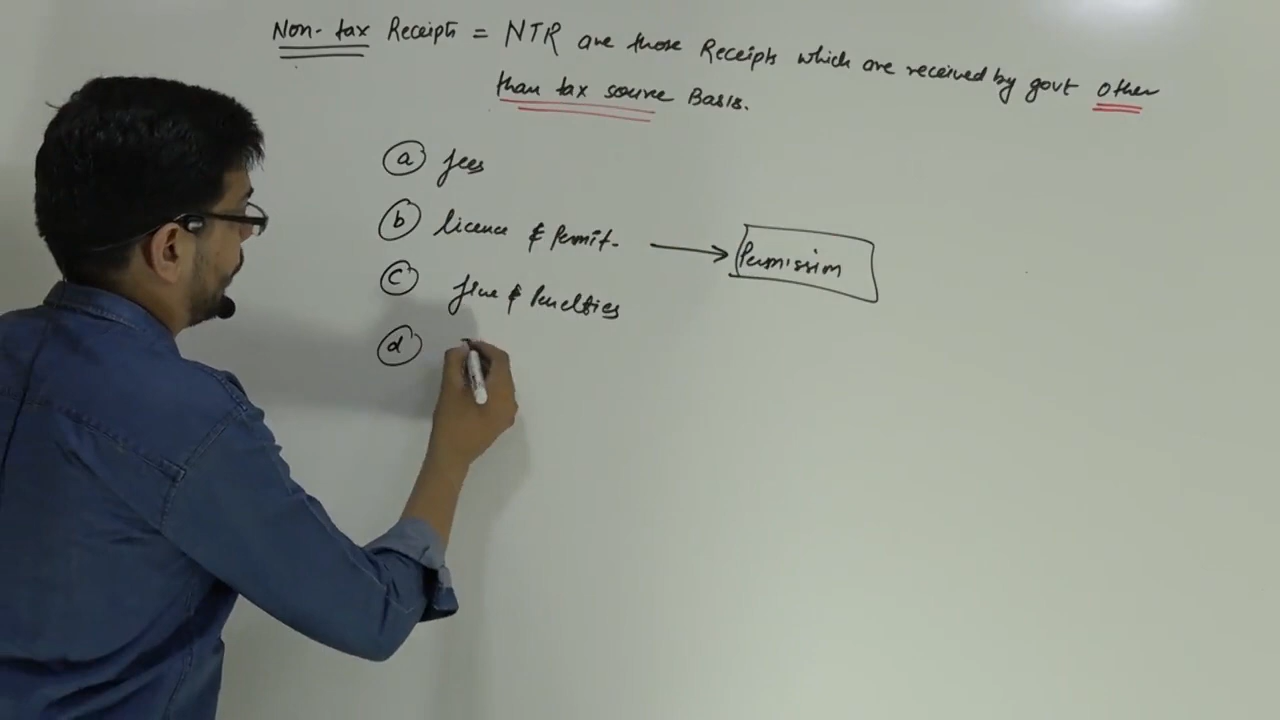 Non-tax Receipts = NTR are those Receipts which are received by govt other
than tax source Basis.
(a) fees
(b) licence & Permit. → Permission
(c) fine & Penelties
(d)